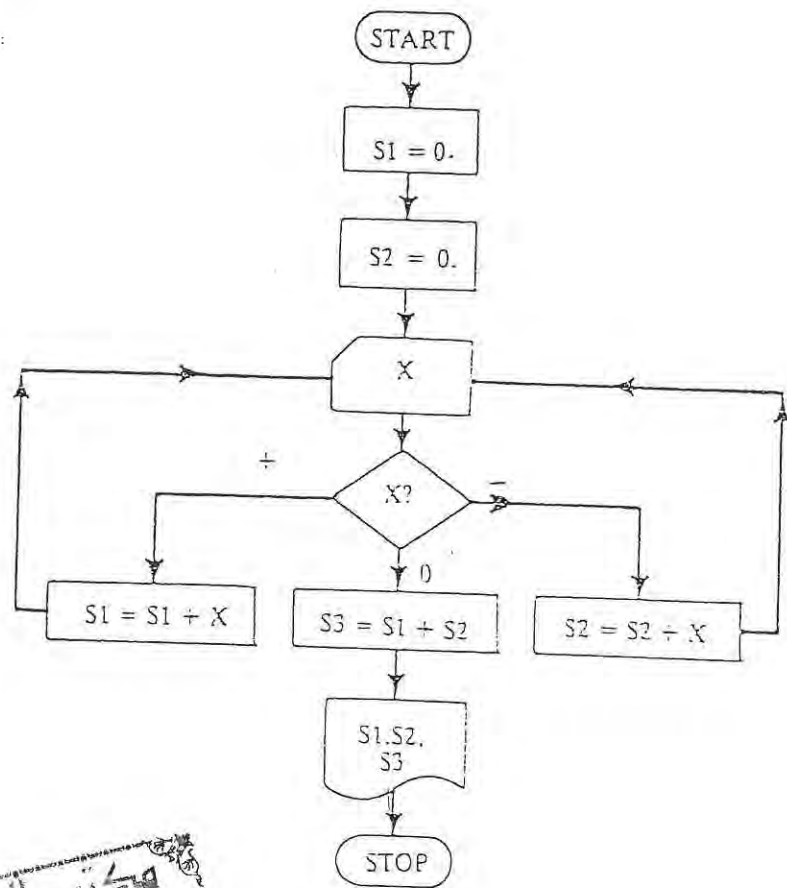 :
START
S1 = 0.
S2 = 0.
X
+
X?
−
0
S1 = S1 + X
S3 = S1 + S2
S2 = S2 + X
S1.S2.
S3
STOP